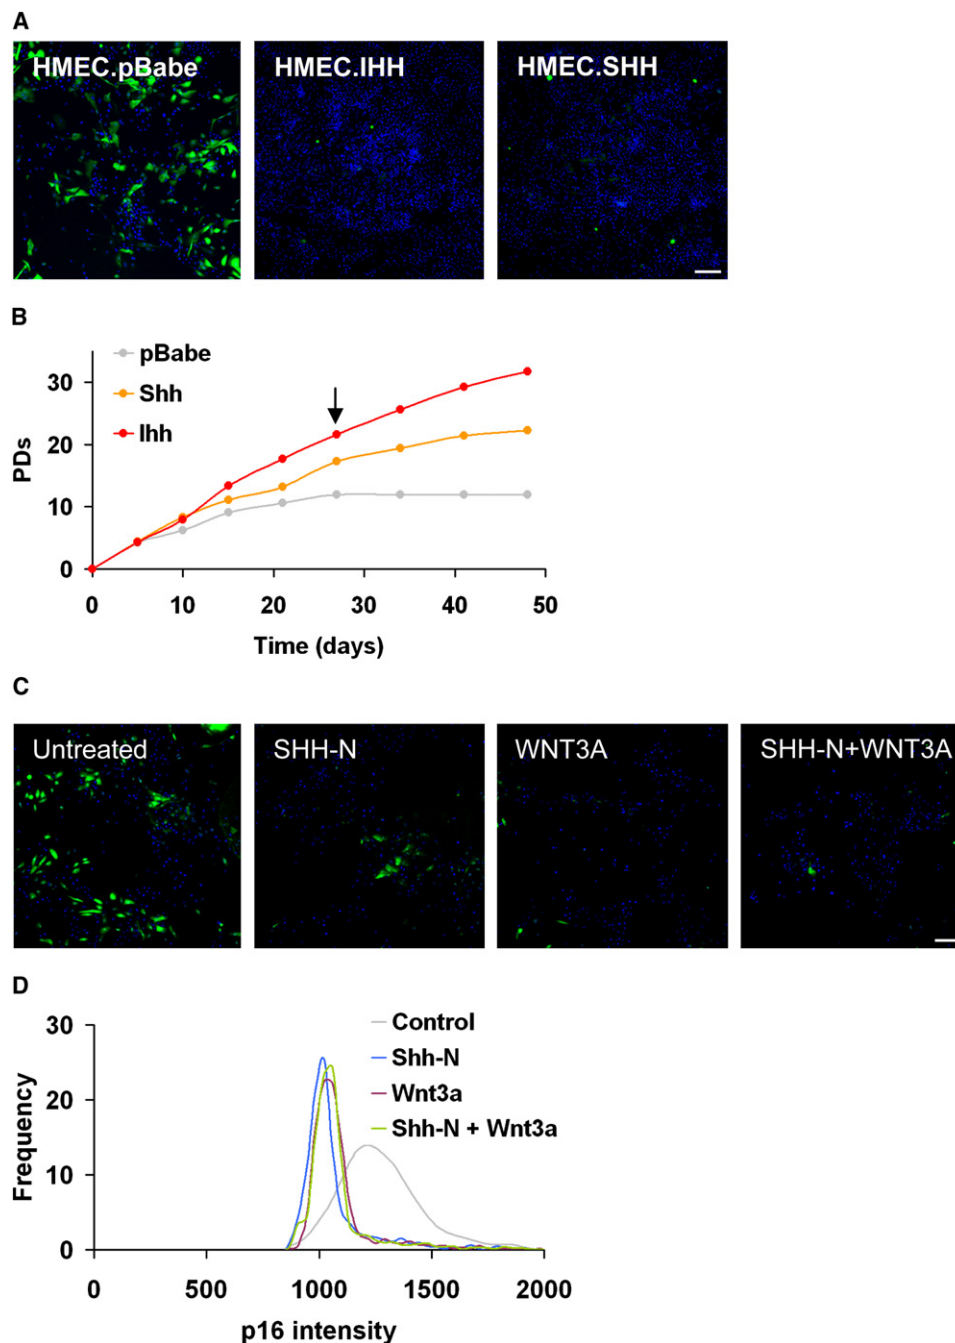 A
HMEC.pBabe HMEC.IHH HMEC.SHH
B
pBabe
Shh
Ihh
PDs
30
20
10
0
0 10 20 30 40 50
Time (days)
C
Untreated SHH-N WNT3A SHH-N+WNT3A
D
Control
Shh-N
Wnt3a
Shh-N + Wnt3a
Frequency
30
20
10
0
0 500 1000 1500 2000
p16 intensity